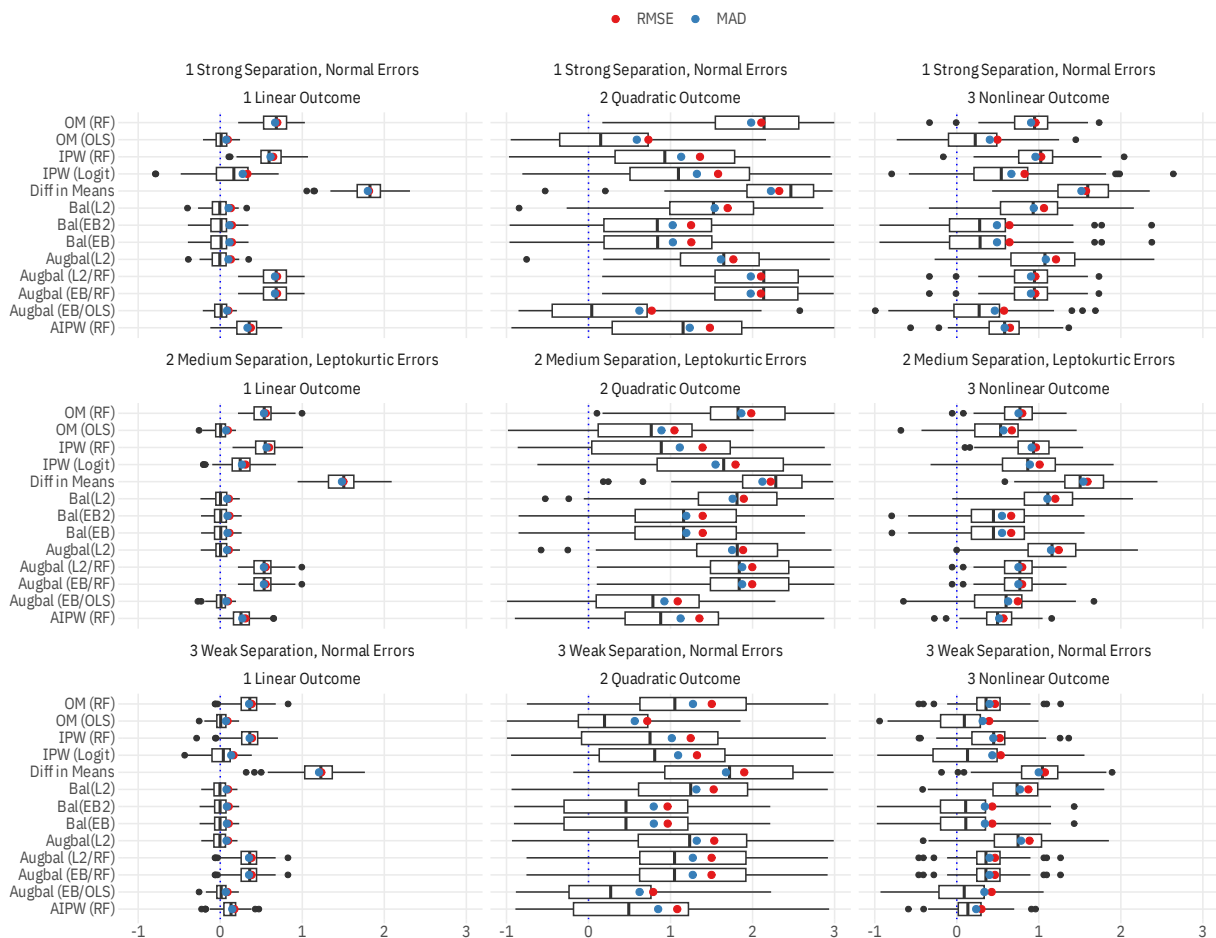 RMSE MAD
1 Strong Separation, Normal Errors 1 Strong Separation, Normal Errors 1 Strong Separation, Normal Errors
1 Linear Outcome 2 Quadratic Outcome 3 Nonlinear Outcome
OM (RF)
OM (OLS)
IPW (RF)
IPW (Logit)
Diff in Means
Bal(L2)
Bal(EB2)
Bal(EB)
Augbal(L2)
Augbal (L2/RF)
Augbal (EB/RF)
Augbal (EB/OLS)
AIPW (RF)
2 Medium Separation, Leptokurtic Errors 2 Medium Separation, Leptokurtic Errors 2 Medium Separation, Leptokurtic Errors
1 Linear Outcome 2 Quadratic Outcome 3 Nonlinear Outcome
OM (RF)
OM (OLS)
IPW (RF)
IPW (Logit)
Diff in Means
Bal(L2)
Bal(EB2)
Bal(EB)
Augbal(L2)
Augbal (L2/RF)
Augbal (EB/RF)
Augbal (EB/OLS)
AIPW (RF)
3 Weak Separation, Normal Errors 3 Weak Separation, Normal Errors 3 Weak Separation, Normal Errors
1 Linear Outcome 2 Quadratic Outcome 3 Nonlinear Outcome
OM (RF)
OM (OLS)
IPW (RF)
IPW (Logit)
Diff in Means
Bal(L2)
Bal(EB2)
Bal(EB)
Augbal(L2)
Augbal (L2/RF)
Augbal (EB/RF)
Augbal (EB/OLS)
AIPW (RF)
-1 0 1 2 3 -1 0 1 2 3 -1 0 1 2 3